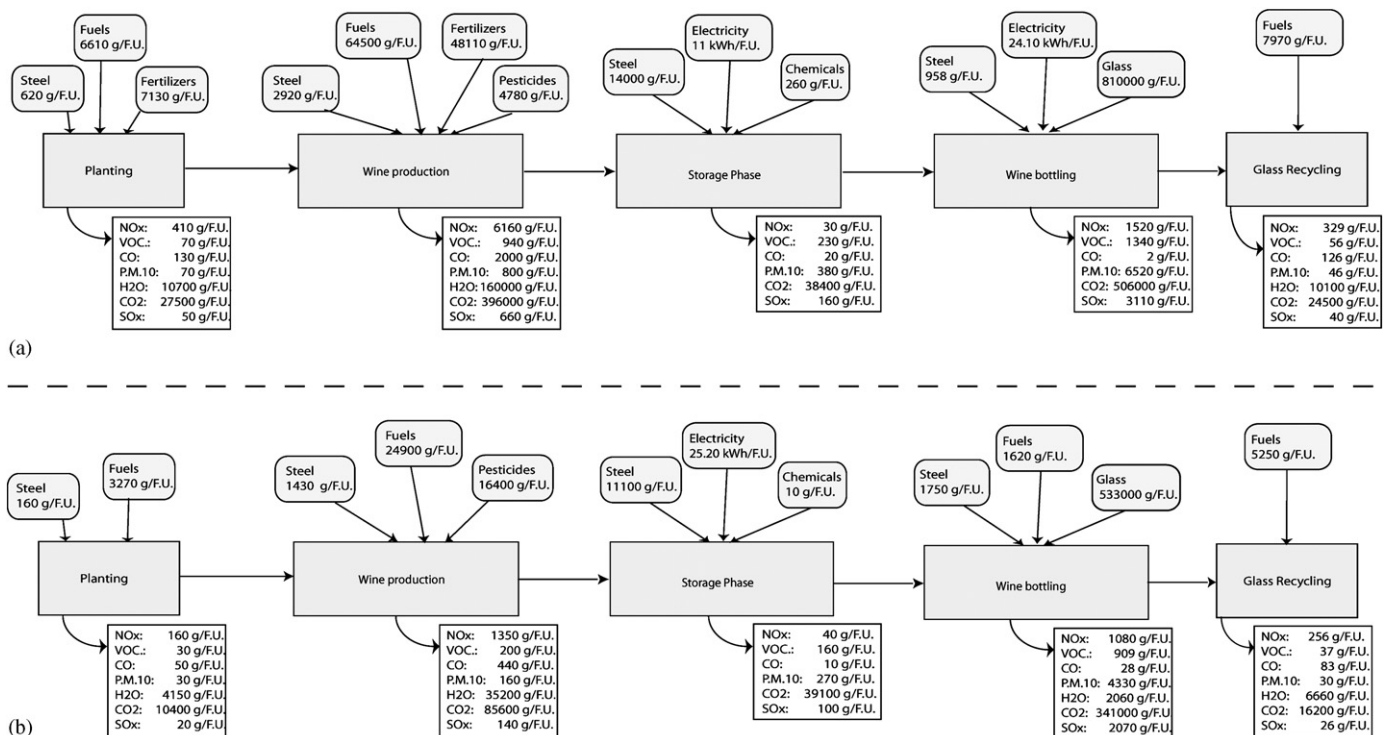 Fuels
6610 g/F.U.
Steel
620 g/F.U.
Fertilizers
7130 g/F.U.
Planting
NOx: 410 g/F.U.
VOC.: 70 g/F.U.
CO: 130 g/F.U.
P.M.10: 70 g/F.U.
H2O: 10700 g/F.U.
CO2: 27500 g/F.U.
SOx: 50 g/F.U.
Fuels
64500 g/F.U.
Fertilizers
48110 g/F.U.
Steel
2920 g/F.U.
Pesticides
4780 g/F.U.
Wine production
NOx: 6160 g/F.U.
VOC.: 940 g/F.U.
CO: 2000 g/F.U.
P.M.10: 800 g/F.U.
H2O: 160000 g/F.U.
CO2: 396000 g/F.U.
SOx: 660 g/F.U.
Electricity
11 kWh/F.U.
Steel
14000 g/F.U.
Chemicals
260 g/F.U.
Storage Phase
NOx: 30 g/F.U.
VOC.: 230 g/F.U.
CO: 20 g/F.U.
P.M.10: 380 g/F.U.
CO2: 38400 g/F.U.
SOx: 160 g/F.U.
Electricity
24.10 kWh/F.U.
Steel
958 g/F.U.
Glass
810000 g/F.U.
Wine bottling
NOx: 1520 g/F.U.
VOC.: 1340 g/F.U.
CO: 2 g/F.U.
P.M.10: 6520 g/F.U.
CO2: 506000 g/F.U.
SOx: 3110 g/F.U.
Fuels
7970 g/F.U.
Glass Recycling
NOx: 329 g/F.U.
VOC.: 56 g/F.U.
CO: 126 g/F.U.
P.M.10: 46 g/F.U.
H2O: 10100 g/F.U.
CO2: 24500 g/F.U.
SOx: 40 g/F.U.
(a)
Steel
160 g/F.U.
Fuels
3270 g/F.U.
Planting
NOx: 160 g/F.U.
VOC.: 30 g/F.U.
CO: 50 g/F.U.
P.M.10: 30 g/F.U.
H2O: 4150 g/F.U.
CO2: 10400 g/F.U.
SOx: 20 g/F.U.
Fuels
24900 g/F.U.
Steel
1430 g/F.U.
Pesticides
16400 g/F.U.
Wine production
NOx: 1350 g/F.U.
VOC.: 200 g/F.U.
CO: 440 g/F.U.
P.M.10: 160 g/F.U.
H2O: 35200 g/F.U.
CO2: 85600 g/F.U.
SOx: 140 g/F.U.
Electricity
25.20 kWh/F.U.
Steel
11100 g/F.U.
Chemicals
10 g/F.U.
Storage Phase
NOx: 40 g/F.U.
VOC.: 160 g/F.U.
CO: 10 g/F.U.
P.M.10: 270 g/F.U.
CO2: 39100 g/F.U.
SOx: 100 g/F.U.
Fuels
1620 g/F.U.
Steel
1750 g/F.U.
Glass
533000 g/F.U.
Wine bottling
NOx: 1080 g/F.U.
VOC.: 909 g/F.U.
CO: 28 g/F.U.
P.M.10: 4330 g/F.U.
H2O: 2060 g/F.U.
CO2: 341000 g/F.U.
SOx: 2070 g/F.U.
Fuels
5250 g/F.U.
Glass Recycling
NOx: 256 g/F.U.
VOC.: 37 g/F.U.
CO: 83 g/F.U.
P.M.10: 30 g/F.U.
H2O: 6660 g/F.U.
CO2: 16200 g/F.U.
SOx: 26 g/F.U.
(b)